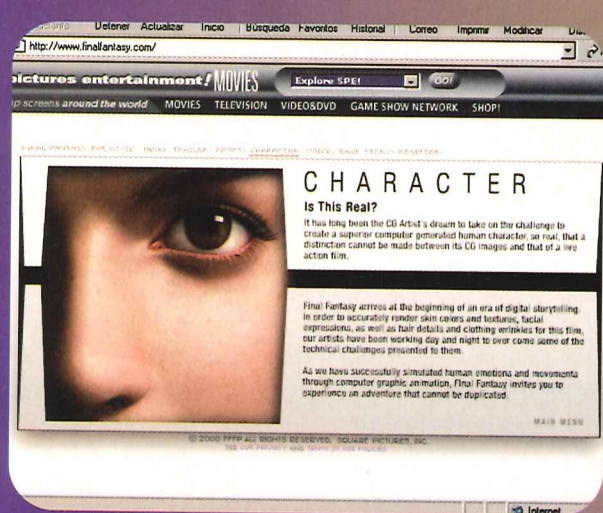 Detener Actualizar Inicio Búsqueda Favoritos Historial Correo Imprimir Modificar
http://www.finalfantasy.com/
pictures entertainment! MOVIES Explore SPE! GO!
screens around the world MOVIES TELEVISION VIDEO&DVD GAME SHOW NETWORK SHOP!
CHARACTER
Is This Real?
It has long been the CG Artist's dream to take on the challenge to
create a superior computer generated human character, so real, that a
distinction cannot be made between its CG images and that of a live
action film.
Final Fantasy arrives at the beginning of an era of digital storytelling.
In order to accurately render skin colors and textures, facial
expressions, as well as hair details and clothing wrinkles for this film,
our artists have been working day and night to over come some of the
technical challenges presented to them.
As we have successfully simulated human emotions and movements
through computer graphic animation, Final Fantasy invites you to
experience an adventure that cannot be duplicated.
MAIN MENU
© 2000 FFFP ALL RIGHTS RESERVED. SQUARE PICTURES, INC.
Internet